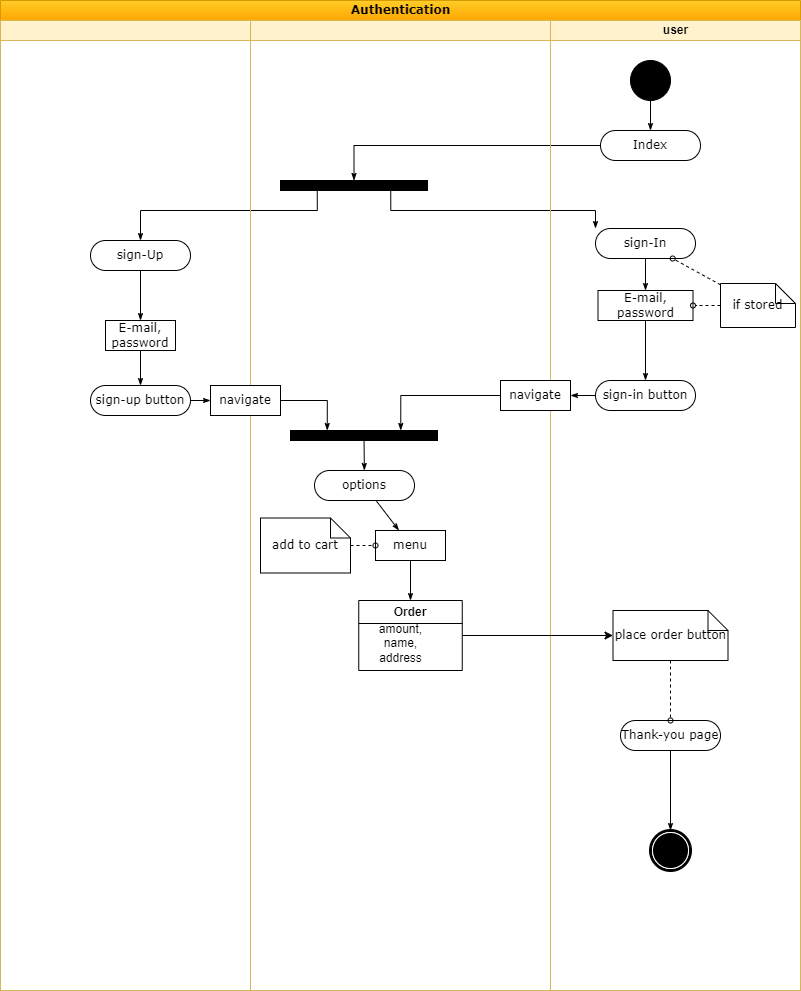 Authentication
user
Index
sign-Up
sign-In
E-mail,
password
if stored
E-mail,
password
sign-up button
navigate
navigate
sign-in button
options
add to cart
menu
Order
amount,
name,
address
place order button
Thank-you page